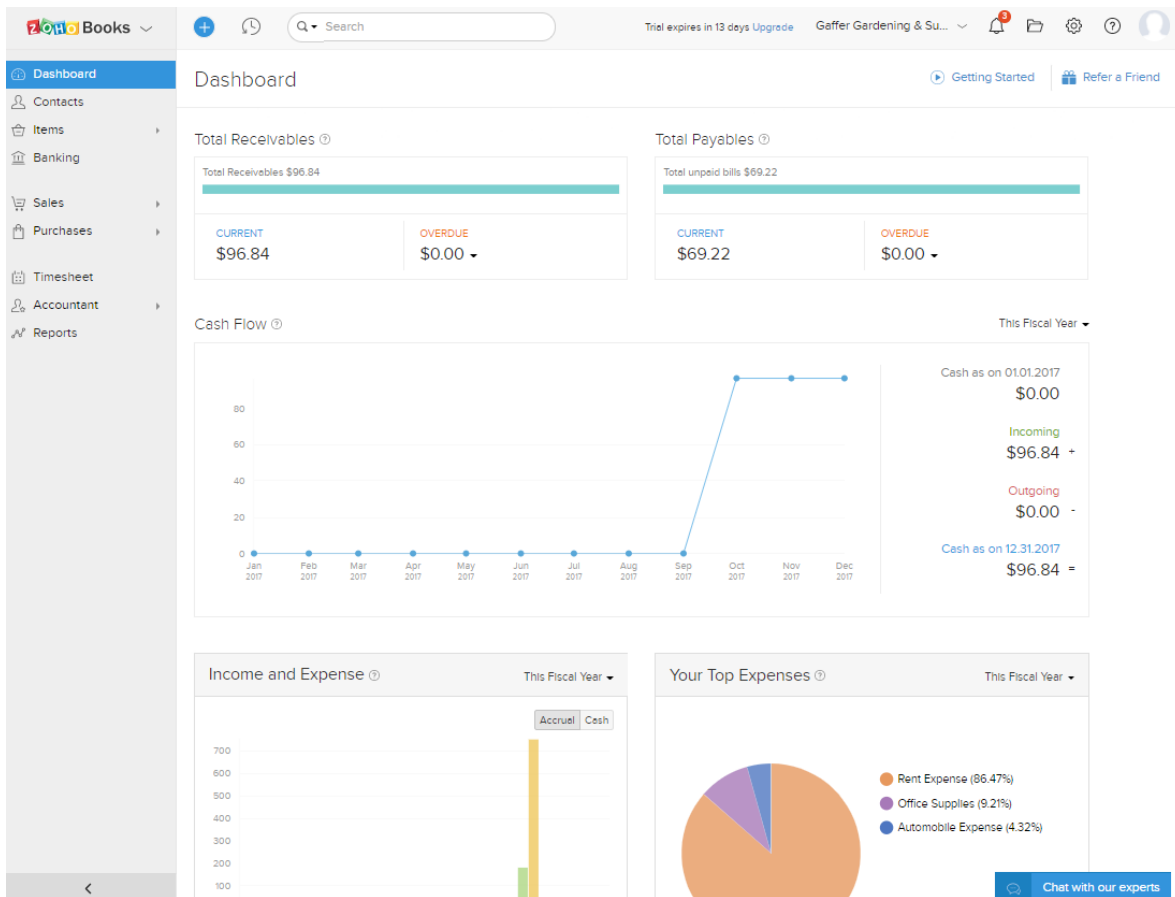 ZOHO Books
Search
Trial expires in 13 days Upgrade
Gaffer Gardening & Su...
3
Dashboard
Contacts
Items
Banking
Sales
Purchases
Timesheet
Accountant
Reports
Dashboard
Getting Started
Refer a Friend
Total Receivables
Total Receivables $96.84
CURRENT
$96.84
OVERDUE
$0.00
Total Payables
Total unpaid bills $69.22
CURRENT
$69.22
OVERDUE
$0.00
Cash Flow
This Fiscal Year
80
60
40
20
0
Jan 2017
Feb 2017
Mar 2017
Apr 2017
May 2017
Jun 2017
Jul 2017
Aug 2017
Sep 2017
Oct 2017
Nov 2017
Dec 2017
Cash as on 01.01.2017
$0.00
Incoming
$96.84 +
Outgoing
$0.00 -
Cash as on 12.31.2017
$96.84 =
Income and Expense
This Fiscal Year
Accrual Cash
700
600
500
400
300
200
100
Your Top Expenses
This Fiscal Year
Rent Expense (86.47%)
Office Supplies (9.21%)
Automobile Expense (4.32%)
Chat with our experts